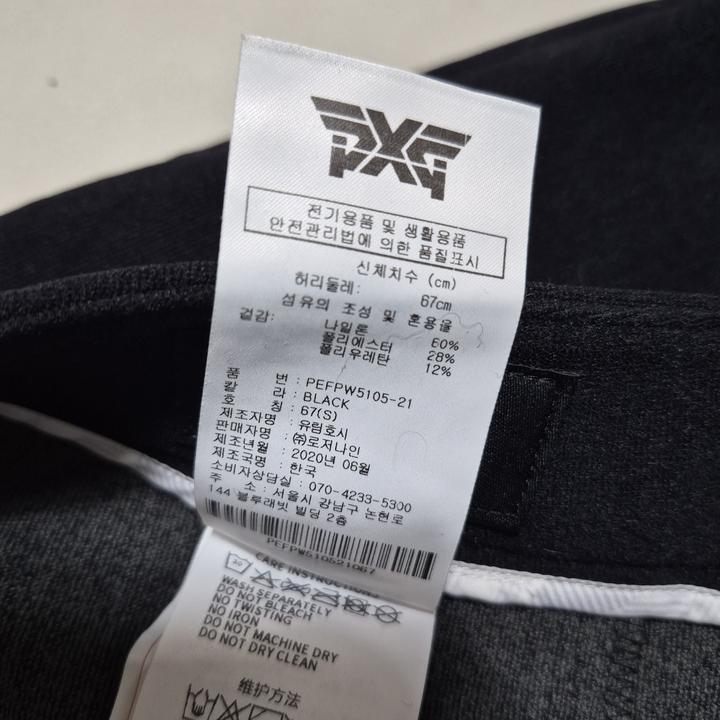 PXG
전기용품 및 생활용품
안전관리법에 의한 품질표시
신체치수 (cm)
허리둘레: 67cm
섬유의 조성 및 혼용율
겉감: 나일론 60%
폴리에스터 28%
폴리우레탄 12%
품 번 : PEFPW5105-21
칼 라 : BLACK
호 칭 : 67(S)
제조자명 : 유림호시
판매자명 : ㈜로저나인
제조년월 : 2020년 06월
제조국명 : 한국
소비자상담실 : 070-4233-5300
주 소 : 서울시 강남구 논현로
144 블루래빗 빌딩 2층
PEFPW510521067
CARE INSTRUCTIONS
30
WASH SEPARATELY
DO NOT BLEACH
NO TWISTING
NO IRON
DO NOT MACHINE DRY
DO NOT DRY CLEAN
维护方法